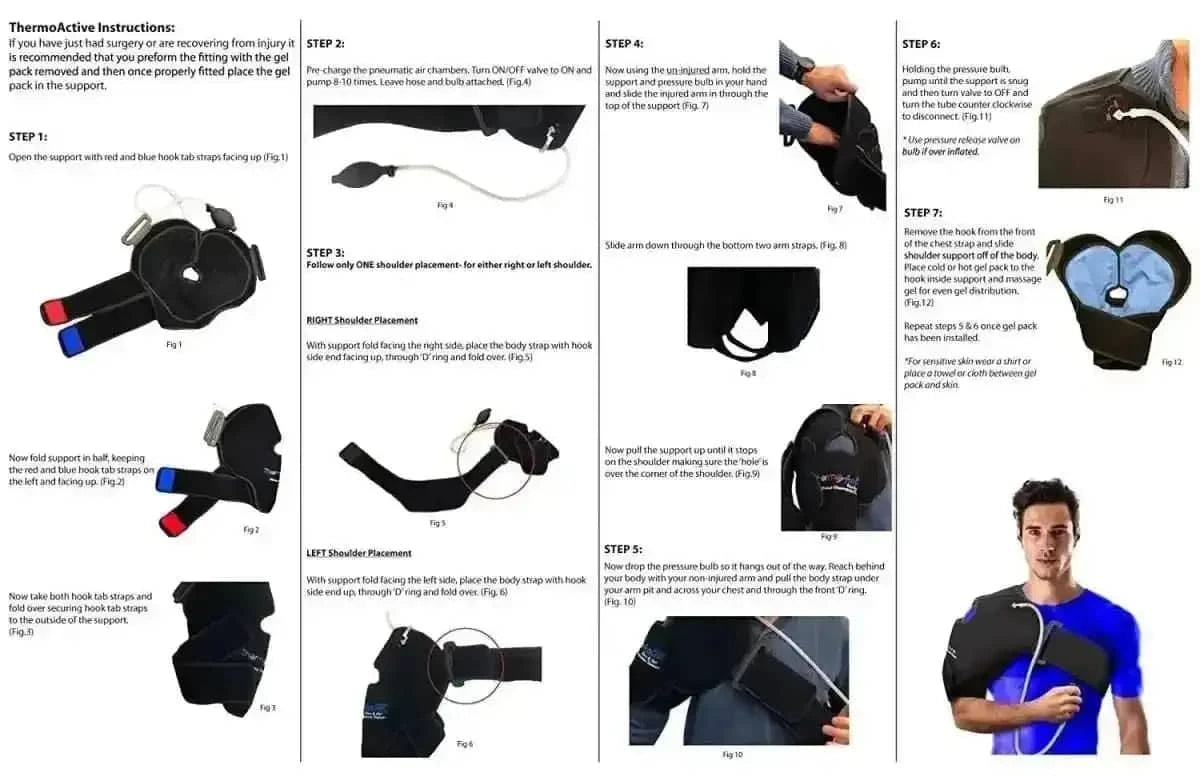 ThermoActive Instructions:
If you have just had surgery or are recovering from injury it
is recommended that you preform the fitting with the gel
pack removed and then once properly fitted place the gel
pack in the support.
STEP 1:
Open the support with red and blue hook tab straps facing up (Fig.1)
Fig 1
Now fold support in half, keeping
the red and blue hook tab straps on
the left and facing up. (Fig.2)
Fig 2
Now take both hook tab straps and
fold over securing hook tab straps
to the outside of the support.
(Fig.3)
Fig 3
STEP 2:
Pre-charge the pneumatic air chambers. Turn ON/OFF valve to ON and
pump 8-10 times. Leave hose and bulb attached. (Fig.4)
Fig 4
STEP 3:
Follow only ONE shoulder placement- for either right or left shoulder.
RIGHT Shoulder Placement
With support fold facing the right side, place the body strap with hook
side end facing up, through 'D' ring and fold over. (Fig.5)
Fig 5
LEFT Shoulder Placement
With support fold facing the left side, place the body strap with hook
side end up, through 'D' ring and fold over. (Fig. 6)
Fig 6
STEP 4:
Now using the un-injured arm, hold the
support and pressure bulb in your hand
and slide the injured arm in through the
top of the support (Fig. 7)
Fig 7
Slide arm down through the bottom two arm straps. (Fig. 8)
Fig 8
Now pull the support up until it stops
on the shoulder making sure the 'hole' is
over the corner of the shoulder. (Fig.9)
Fig 9
STEP 5:
Now drop the pressure bulb so it hangs out of the way. Reach behind
your body with your non-injured arm and pull the body strap under
your arm pit and across your chest and through the front 'D' ring.
(Fig. 10)
Fig 10
STEP 6:
Holding the pressure bulb,
pump until the support is snug
and then turn valve to OFF and
turn the tube counter clockwise
to disconnect. (Fig.11)
* Use pressure release valve on
bulb if over inflated.
Fig 11
STEP 7:
Remove the hook from the front
of the chest strap and slide
shoulder support off of the body.
Place cold or hot gel pack to the
hook inside support and massage
gel for even gel distribution.
(Fig.12)
Repeat steps 5 & 6 once gel pack
has been installed.
*For sensitive skin wear a shirt or
place a towel or cloth between gel
pack and skin.
Fig 12